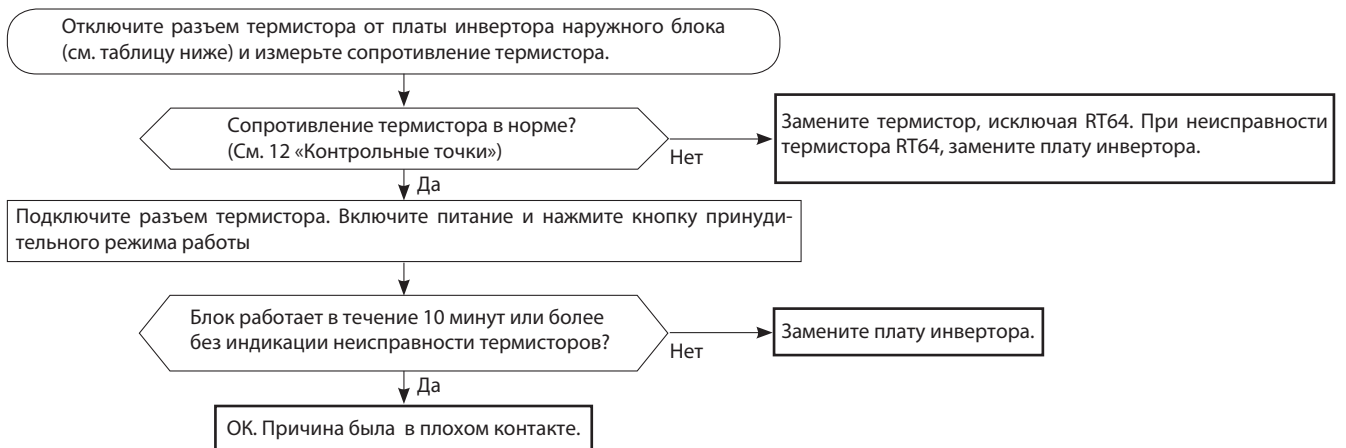 Отключите разъем термистора от платы инвертора наружного блока
(см. таблицу ниже) и измерьте сопротивление термистора.
Сопротивление термистора в норме?
(См. 12 «Контрольные точки»)
Нет
Замените термистор, исключая RT64. При неисправности
термистора RT64, замените плату инвертора.
Да
Подключите разъем термистора. Включите питание и нажмите кнопку принуди-
тельного режима работы
Блок работает в течение 10 минут или более
без индикации неисправности термисторов?
Нет
Замените плату инвертора.
Да
ОК. Причина была в плохом контакте.